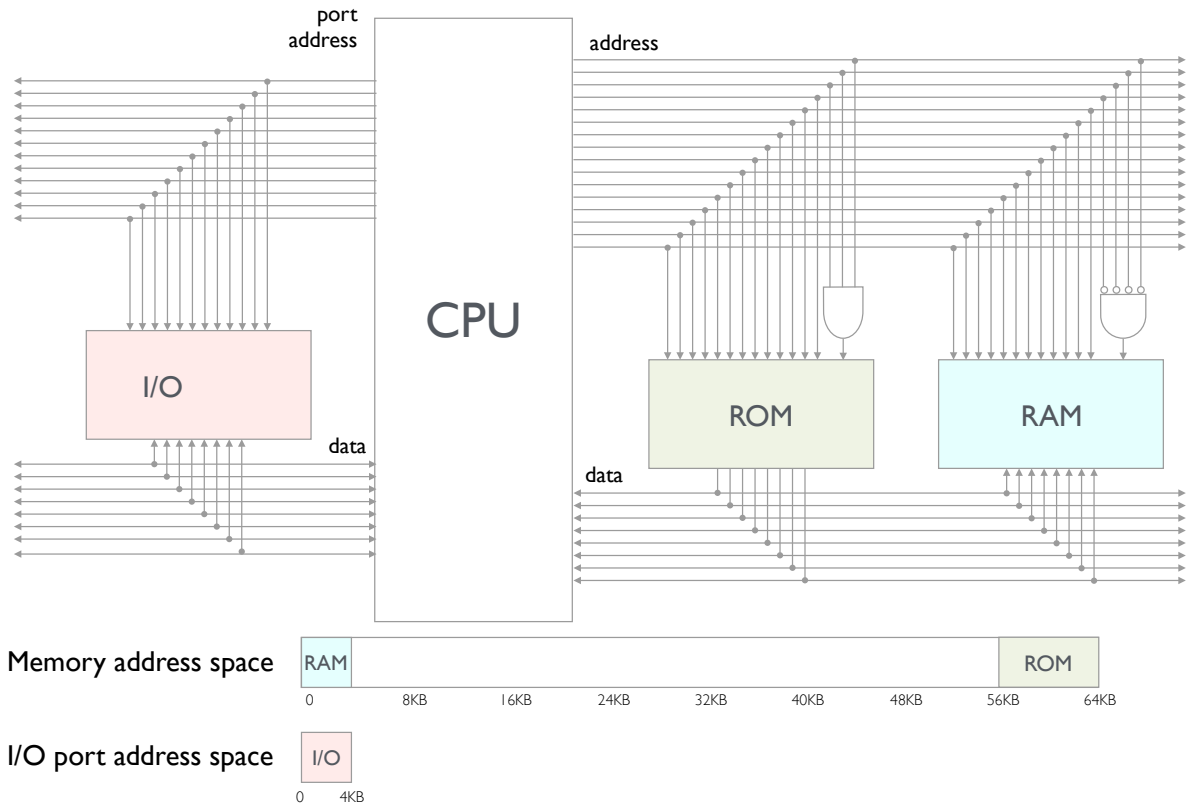 port
address
address
CPU
I/O
ROM
RAM
data
data
Memory address space
RAM
ROM
0 8KB 16KB 24KB 32KB 40KB 48KB 56KB 64KB
I/O port address space
I/O
0 4KB